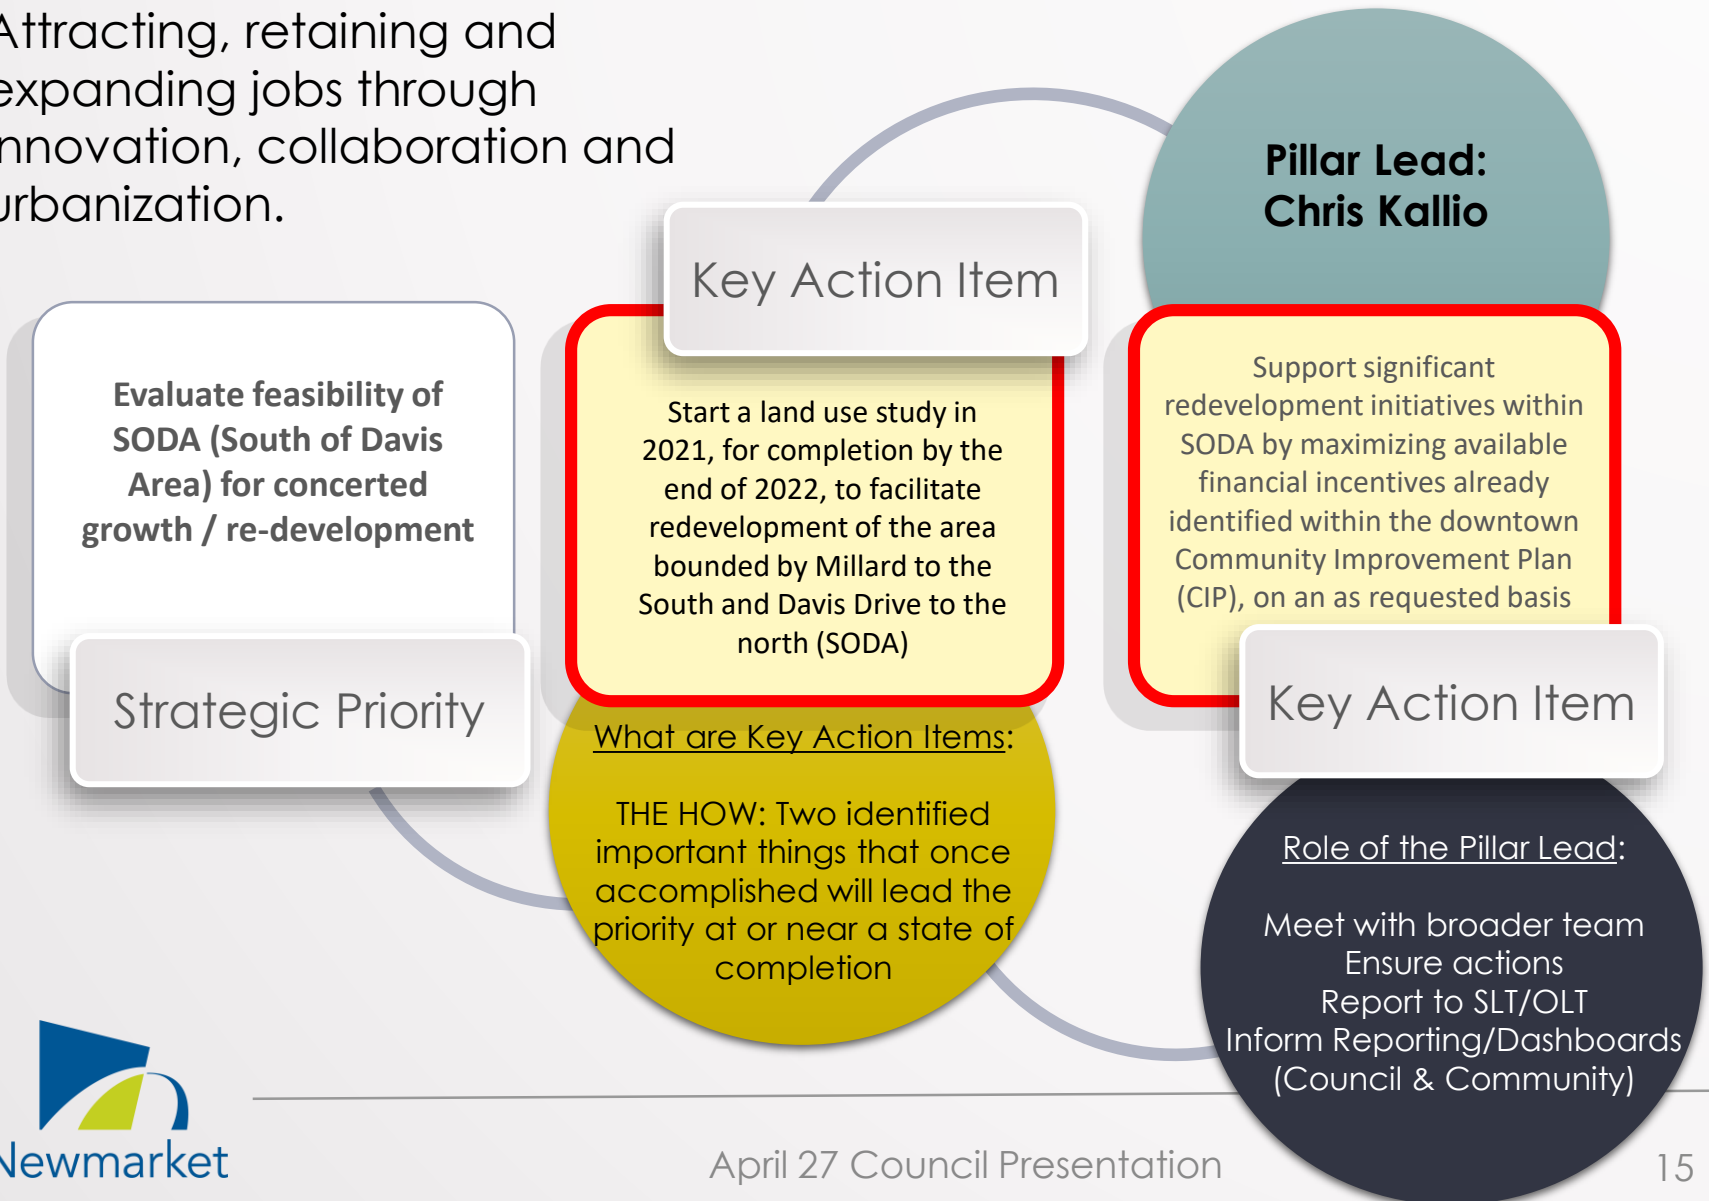 Attracting, retaining and
expanding jobs through
innovation, collaboration and
urbanization.
Pillar Lead:
Chris Kallio
Key Action Item
Evaluate feasibility of
SODA (South of Davis
Area) for concerted
growth / re-development
Strategic Priority
Start a land use study in
2021, for completion by the
end of 2022, to facilitate
redevelopment of the area
bounded by Millard to the
South and Davis Drive to the
north (SODA)
Support significant
redevelopment initiatives within
SODA by maximizing available
financial incentives already
identified within the downtown
Community Improvement Plan
(CIP), on an as requested basis
Key Action Item
What are Key Action Items:
THE HOW: Two identified
important things that once
accomplished will lead the
priority at or near a state of
completion
Role of the Pillar Lead:
Meet with broader team
Ensure actions
Report to SLT/OLT
Inform Reporting/Dashboards
(Council & Community)
Newmarket
April 27 Council Presentation
15